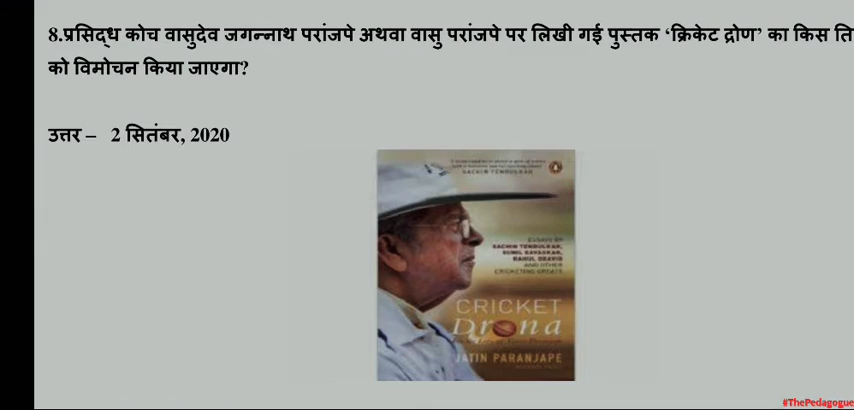 8.प्रसिद्ध कोच वासुदेव जगन्नाथ परांजपे अथवा वासु परांजपे पर लिखी गई पुस्तक ‘क्रिकेट द्रोण’ का किस ति
को विमोचन किया जाएगा?
उत्तर – 2 सितंबर, 2020
SACHIN TENDULKAR
ESSAYS BY
SACHIN TENDULKAR,
SUNIL GAVASKAR,
RAHUL DRAVID
AND OTHER
CRICKETING GREATS
CRICKET
Drona
JATIN PARANJAPE
#ThePedagogue